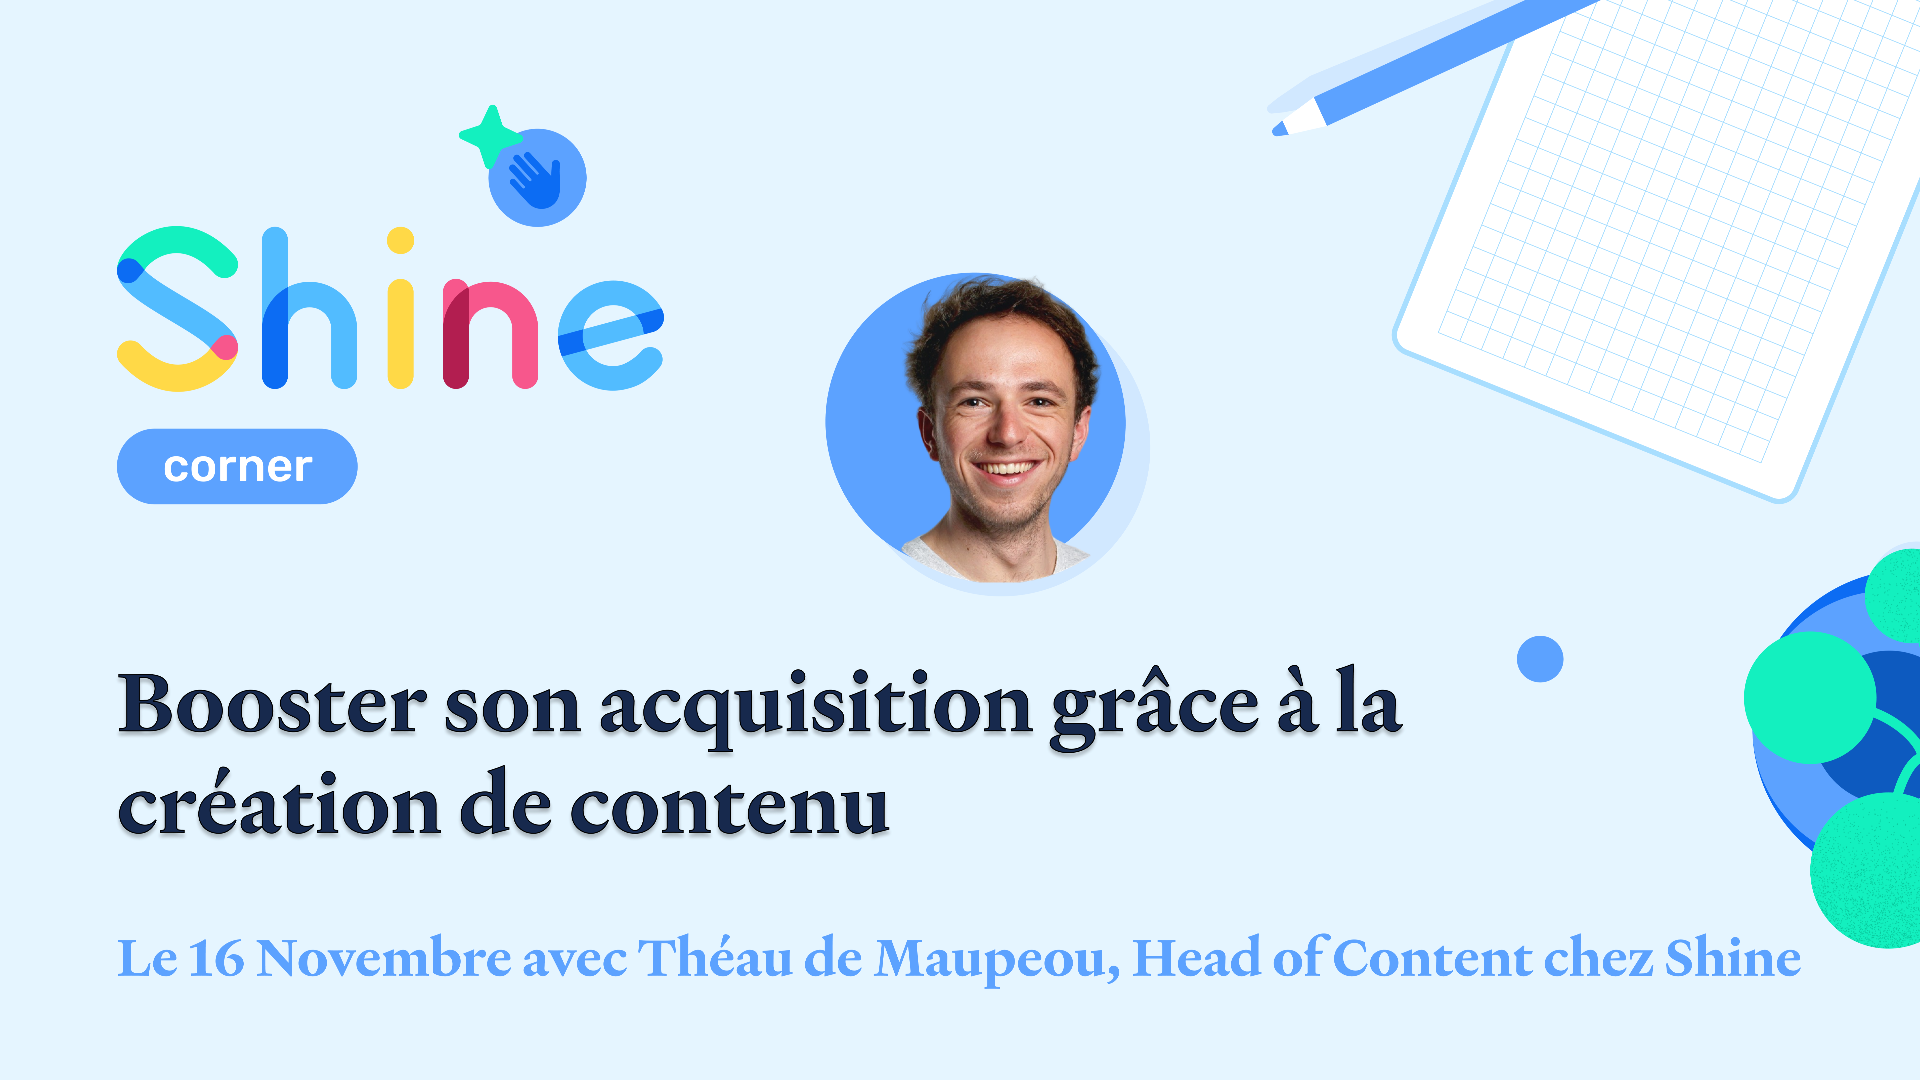 Shine
corner
Booster son acquisition grâce à la
création de contenu
Le 16 Novembre avec Théau de Maupeou, Head of Content chez Shine